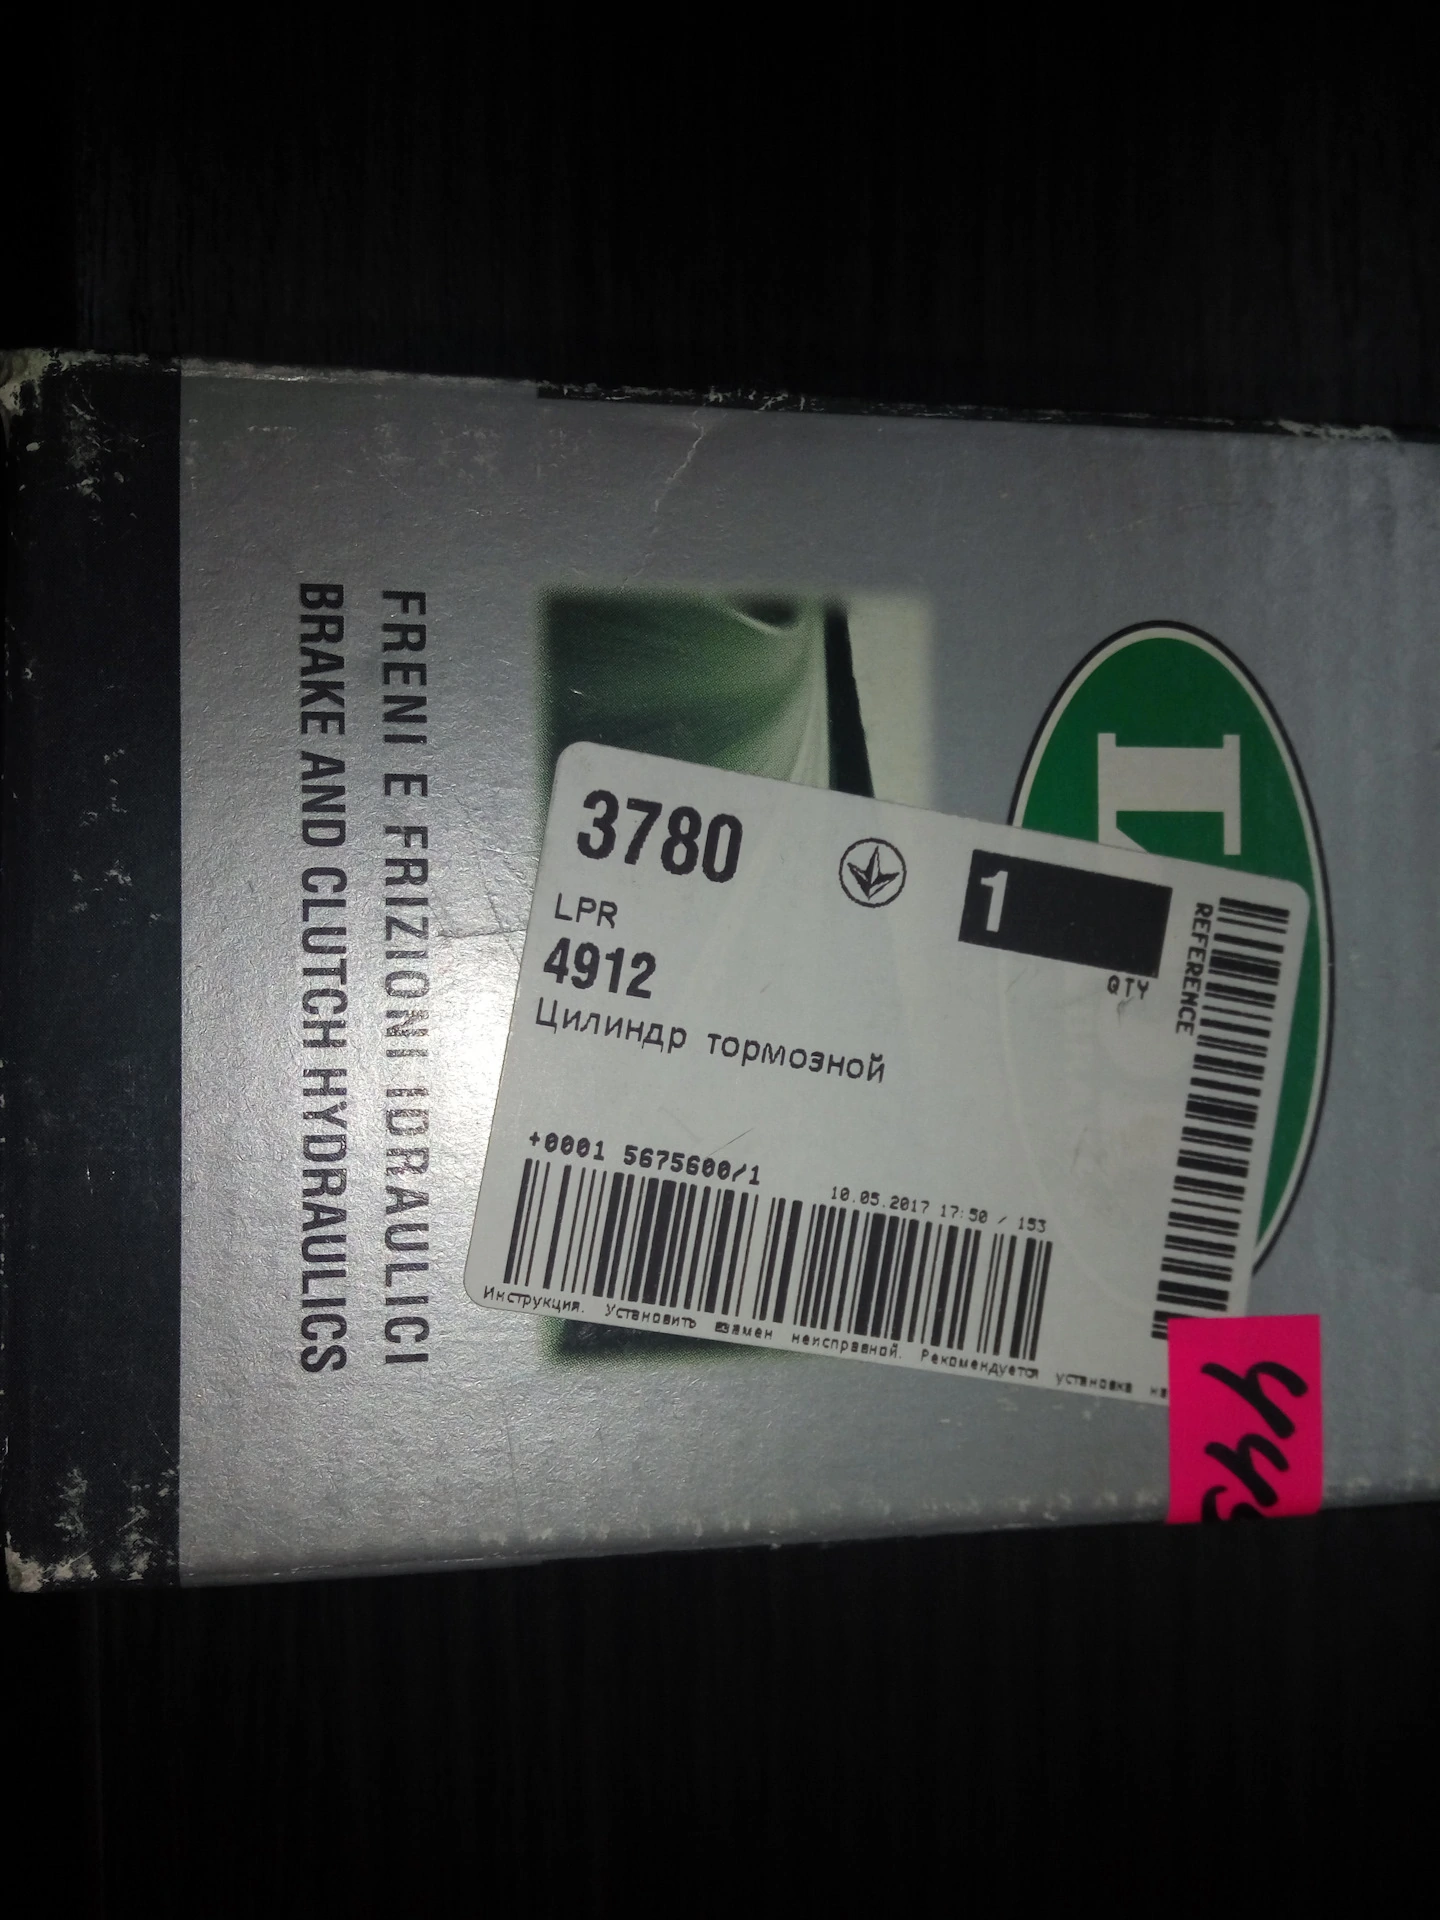 FRENI E FRIZIONI IDRAULICI
BRAKE AND CLUTCH HYDRAULICS
L
3780
1
QTY
REFERENCE
LPR
4912
Цилиндр тормозной
+0001 5675600/1
10.05.2017 17:50 / 153
Инструкция. Установить взамен неисправной. Рекомендуется установка на